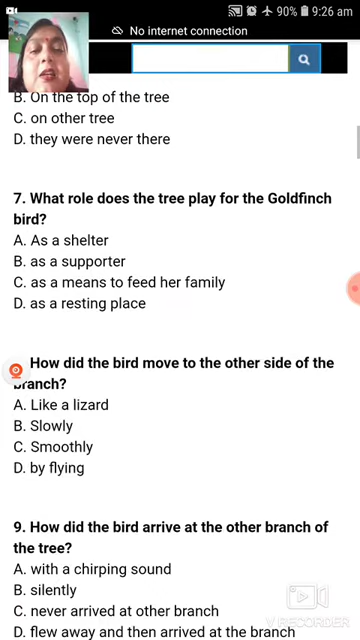 90% 9:26 am
No internet connection
B. On the top of the tree
C. on other tree
D. they were never there
7. What role does the tree play for the Goldfinch
bird?
A. As a shelter
B. as a supporter
C. as a means to feed her family
D. as a resting place
How did the bird move to the other side of the
branch?
A. Like a lizard
B. Slowly
C. Smoothly
D. by flying
9. How did the bird arrive at the other branch of
the tree?
A. with a chirping sound
B. silently
C. never arrived at other branch
D. flew away and then arrived at the branch
VIRECORDER